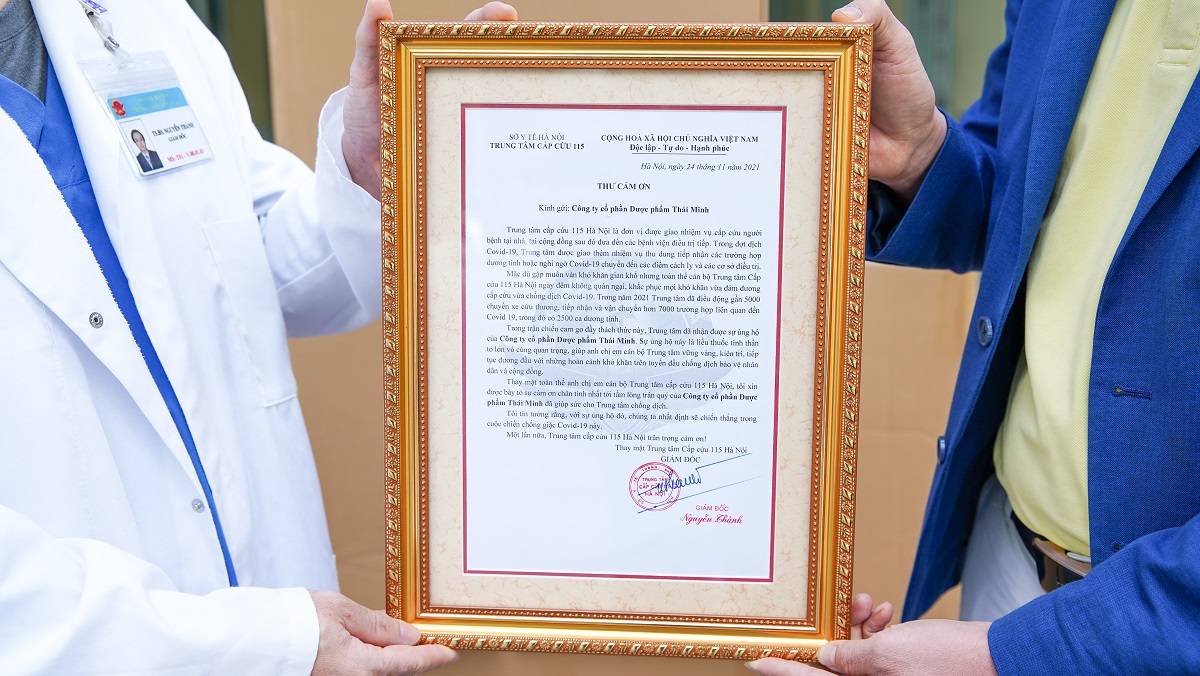 TS.BS. NGUYỄN THÀNH
GIÁM ĐỐC
SỞ Y TẾ HÀ NỘI
TRUNG TÂM CẤP CỨU 115
CỘNG HOÀ XÃ HỘI CHỦ NGHĨA VIỆT NAM
Độc lập - Tự do - Hạnh phúc
Hà Nội, ngày 24 tháng 11 năm 2021
THƯ CẢM ƠN
Kính gửi: Công ty cổ phần Dược phẩm Thái Minh
Trung tâm cấp cứu 115 Hà Nội là đơn vị được giao nhiệm vụ cấp cứu người
bệnh tại nhà, tại cộng đồng sau đó đưa đến các bệnh viện điều trị tiếp. Trong đợt dịch
Covid-19, Trung tâm được giao thêm nhiệm vụ thu dung tiếp nhận các trường hợp
dương tính hoặc nghi ngờ Covid-19 chuyển đến các điểm cách ly và các cơ sở điều trị.
Mặc dù gặp muôn vàn khó khăn gian khổ nhưng toàn thể cán bộ Trung tâm Cấp
cứu 115 Hà Nội ngày đêm không quản ngại, khắc phục mọi khó khăn vừa đảm đương
cấp cứu vừa chống dịch Covid-19. Trong năm 2021 Trung tâm đã điều động gần 5000
chuyến xe cứu thương, tiếp nhận và vận chuyển hơn 7000 trường hợp liên quan đến
Covid 19, trong đó có 2500 ca dương tính.
Trong trận chiến cam go đầy thách thức này, Trung tâm đã nhận được sự ủng hộ
của Công ty cổ phần Dược phẩm Thái Minh. Sự ủng hộ này là liều thuốc tinh thần
to lớn vô cùng quan trọng, giúp anh chị em cán bộ Trung tâm vững vàng, kiên trì, tiếp
tục đương đầu với những hoàn cảnh khó khăn trên tuyến đầu chống dịch bảo vệ nhân
dân và cộng đồng.
Thay mặt toàn thể anh chị em cán bộ Trung tâm cấp cứu 115 Hà Nội, tôi xin
được bày tỏ sự cảm ơn chân tình nhất tới tấm lòng trân quý của Công ty cổ phần Dược
phẩm Thái Minh đã giúp sức cho Trung tâm chống dịch.
Tôi tin tưởng rằng, với sự ủng hộ đó, chúng ta nhất định sẽ chiến thắng trong
cuộc chiến chống giặc Covid-19 này.
Một lần nữa, Trung tâm cấp cứu 115 Hà Nội trân trọng cảm ơn!
Thay mặt Trung tâm Cấp cứu 115 Hà Nội
GIÁM ĐỐC
TRUNG TÂM
CẤP CỨU
HÀ NỘI
GIÁM ĐỐC
Nguyễn Thành